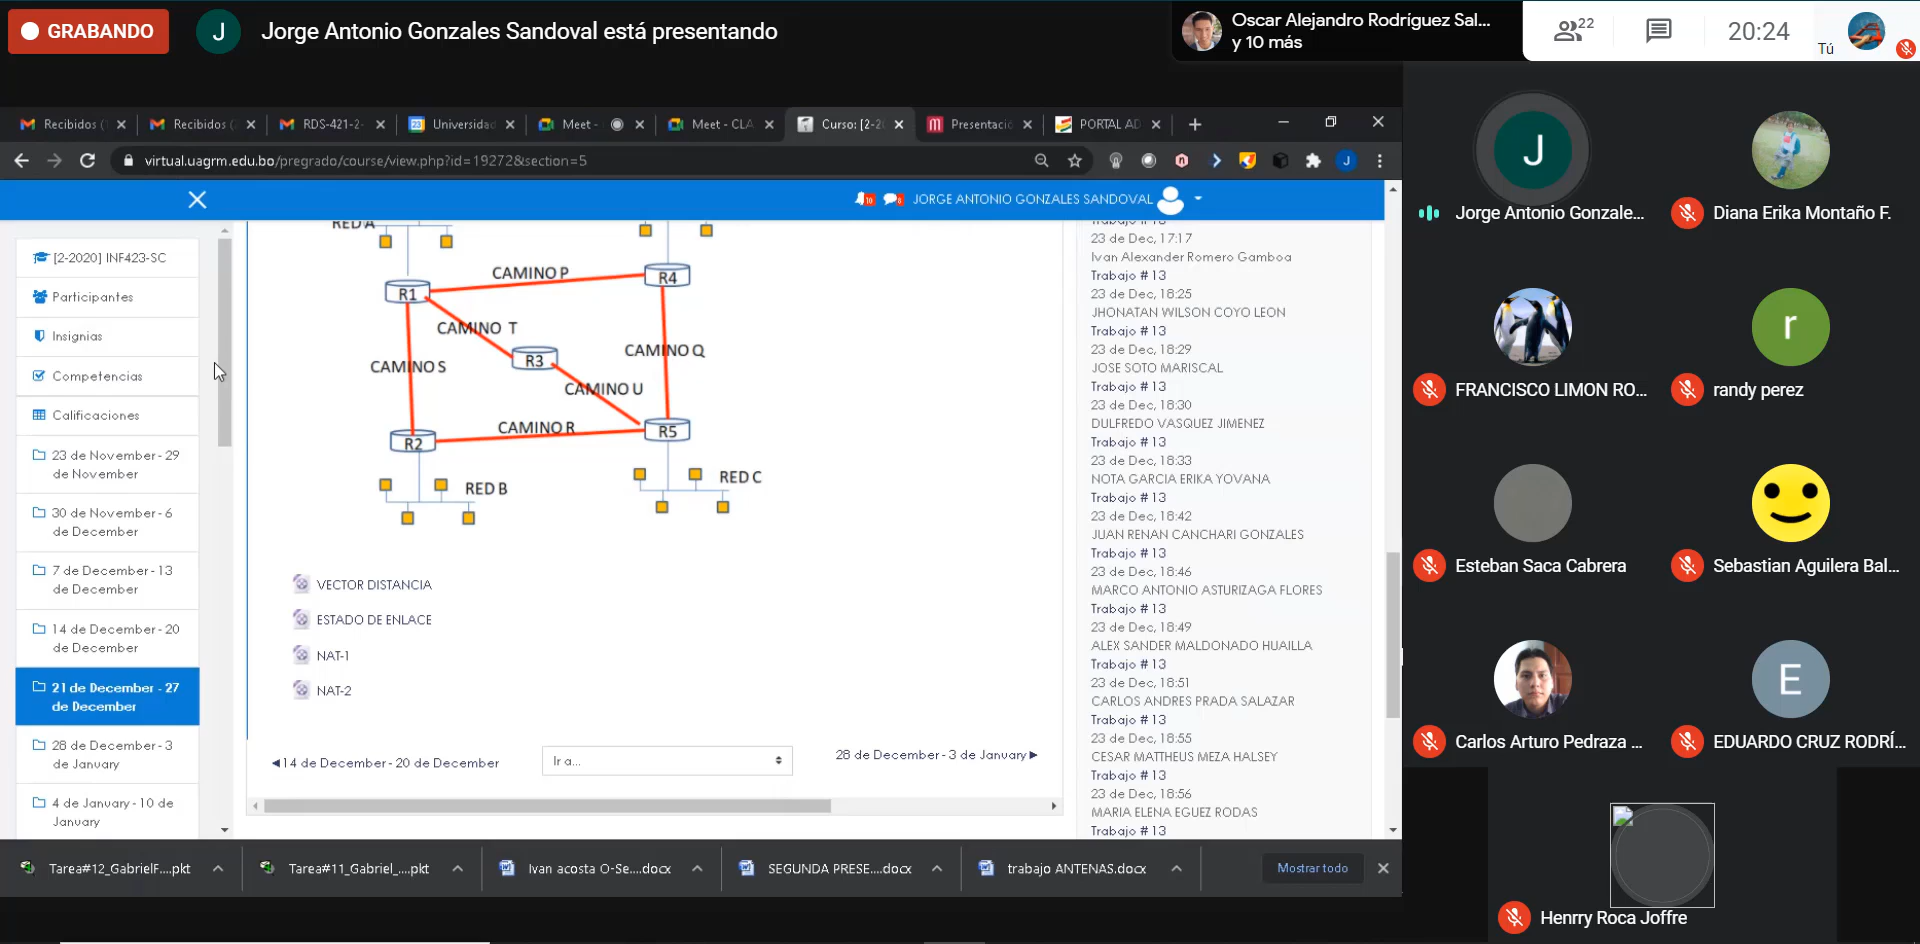 GRABANDO
J
Jorge Antonio Gonzales Sandoval está presentando
Oscar Alejandro Rodríguez Sal...
y 10 más
22
20:24
Tú
Recibidos
Recibidos
RDS-421-2-
Universidad
Meet -
Meet - CLA
Curso: [2-20
Presentació
PORTAL AD
virtual.uagrm.edu.bo/pregrado/course/view.php?id=19272&section=5
J
JORGE ANTONIO GONZALES SANDOVAL
[2-2020] INF423-SC
Participantes
Insignias
Competencias
Calificaciones
23 de November - 29
de November
30 de November - 6
de December
7 de December - 13
de December
14 de December - 20
de December
21 de December - 27
de December
28 de December - 3
de January
4 de January - 10 de
January
RED A
R1
CAMINO P
R4
CAMINO T
R3
CAMINO Q
CAMINO S
CAMINO U
CAMINO R
R2
R5
RED B
RED C
VECTOR DISTANCIA
ESTADO DE ENLACE
NAT-1
NAT-2
◄14 de December - 20 de December
Ir a...
28 de December - 3 de January►
23 de Dec, 17:17
Ivan Alexander Romero Gamboa
Trabajo # 13
23 de Dec, 18:25
JHONATAN WILSON COYO LEON
Trabajo # 13
23 de Dec, 18:29
JOSE SOTO MARISCAL
Trabajo # 13
23 de Dec, 18:30
DULFREDO VASQUEZ JIMENEZ
Trabajo # 13
23 de Dec, 18:33
NOTA GARCIA ERIKA YOVANA
Trabajo # 13
23 de Dec, 18:42
JUAN RENAN CANCHARI GONZALES
Trabajo # 13
23 de Dec, 18:46
MARCO ANTONIO ASTURIZAGA FLORES
Trabajo # 13
23 de Dec, 18:49
ALEX SANDER MALDONADO HUAILLA
Trabajo # 13
23 de Dec, 18:51
CARLOS ANDRES PRADA SALAZAR
Trabajo # 13
23 de Dec, 18:55
CESAR MATTHEUS MEZA HALSEY
Trabajo # 13
23 de Dec, 18:56
MARIA ELENA EGUEZ RODAS
Trabajo # 13
Tarea#12_GabrielF....pkt
Tarea#11_Gabriel_....pkt
Ivan acosta O-Se....docx
SEGUNDA PRESE....docx
trabajo ANTENAS.docx
Mostrar todo
J
Jorge Antonio Gonzale...
Diana Erika Montaño F.
FRANCISCO LIMON RO...
r
randy perez
Esteban Saca Cabrera
Sebastian Aguilera Bal...
Carlos Arturo Pedraza ...
E
EDUARDO CRUZ RODRÍ...
Henrry Roca Joffre